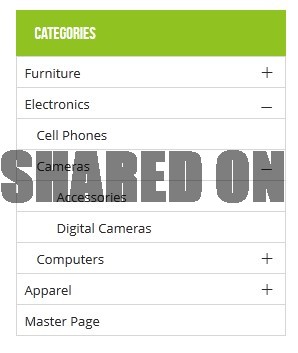 CATEGORIES
Furniture +
Electronics –
Cell Phones
Cameras –
SHARED ON
Accessories
Digital Cameras
Computers +
Apparel +
Master Page